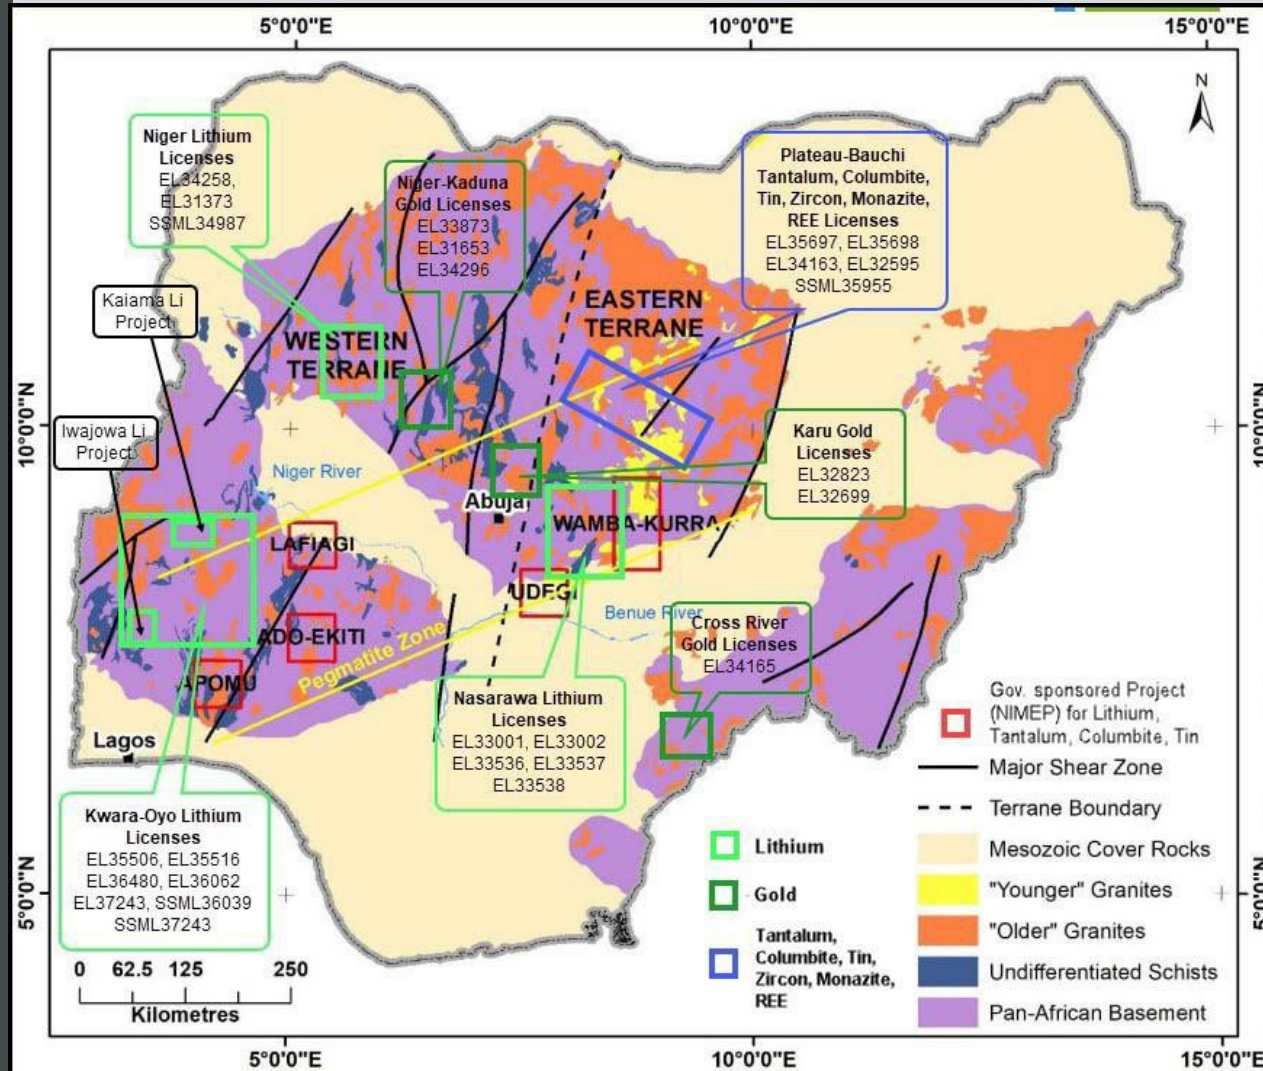 5°0'0"E
10°0'0"E
15°0'0"E
N
Niger Lithium
Licenses
EL34258,
EL31373
SSML34987
Niger-Kaduna
Gold Licenses
EL33873
EL31653
EL34296
Plateau-Bauchi
Tantalum, Columbite,
Tin, Zircon, Monazite,
REE Licenses
EL35697, EL35698
EL34163, EL32595
SSML35955
Kaiama Li
Project
WESTERN
TERRANE
EASTERN
TERRANE
10°0'0"N
10°0'0"N
Iwajowa Li
Project
Niger River
Karu Gold
Licenses
EL32823
EL32699
Abuja
WAMBA-KURRA
LAFIAGI
UDEGI
Benue River
ADO-EKITI
Pegmatite Zone
APOMU
Cross River
Gold Licenses
EL34165
Lagos
Nasarawa Lithium
Licenses
EL33001, EL33002
EL33536, EL33537
EL33538
Kwara-Oyo Lithium
Licenses
EL35506, EL35516
EL36480, EL36062
EL37243, SSML36039
SSML37243
5°0'0"N
5°0'0"N
0 62.5 125 250
Kilometres
Lithium
Gold
Tantalum,
Columbite, Tin,
Zircon, Monazite,
REE
Gov. sponsored Project
(NIMEP) for Lithium,
Tantalum, Columbite, Tin
Major Shear Zone
Terrane Boundary
Mesozoic Cover Rocks
"Younger" Granites
"Older" Granites
Undifferentiated Schists
Pan-African Basement
5°0'0"E
10°0'0"E
15°0'0"E